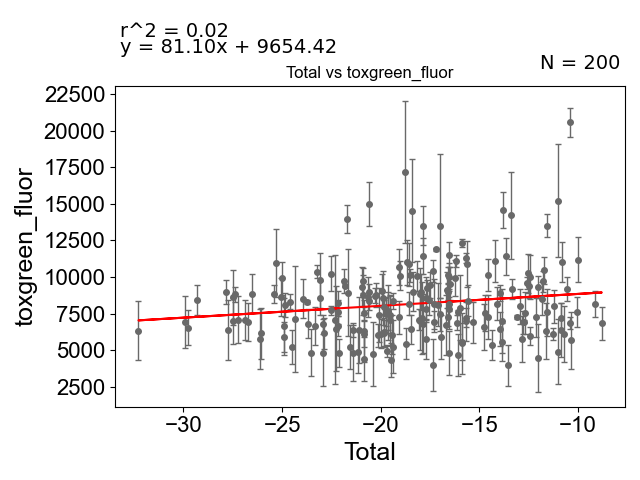 r^2 = 0.02
y = 81.10x + 9654.42
N = 200
Total vs toxgreen_fluor
22500
20000
17500
15000
12500
10000
7500
5000
2500
toxgreen_fluor
−30 −25 −20 −15 −10
Total